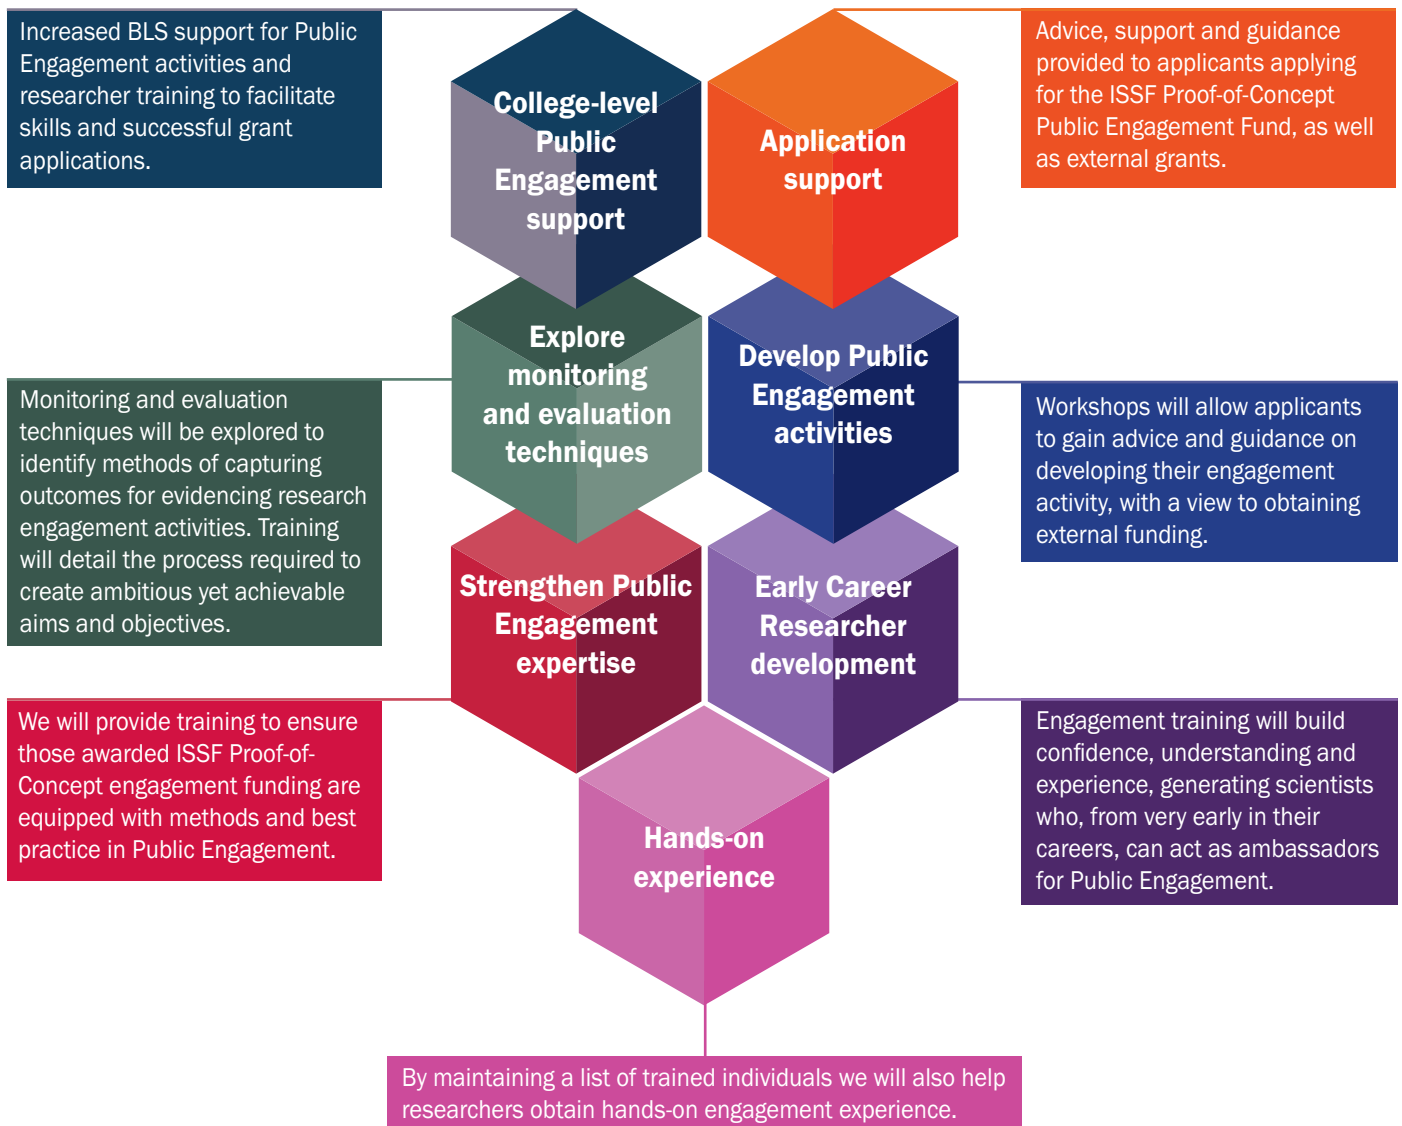 Increased BLS support for Public
Engagement activities and
researcher training to facilitate
skills and successful grant
applications.
College-level
Public
Engagement
support
Application
support
Advice, support and guidance
provided to applicants applying
for the ISSF Proof-of-Concept
Public Engagement Fund, as well
as external grants.
Monitoring and evaluation
techniques will be explored to
identify methods of capturing
outcomes for evidencing research
engagement activities. Training
will detail the process required to
create ambitious yet achievable
aims and objectives.
Explore
monitoring
and evaluation
techniques
Develop Public
Engagement
activities
Workshops will allow applicants
to gain advice and guidance on
developing their engagement
activity, with a view to obtaining
external funding.
We will provide training to ensure
those awarded ISSF Proof-of-
Concept engagement funding are
equipped with methods and best
practice in Public Engagement.
Strengthen Public
Engagement
expertise
Early Career
Researcher
development
Engagement training will build
confidence, understanding and
experience, generating scientists
who, from very early in their
careers, can act as ambassadors
for Public Engagement.
Hands-on
experience
By maintaining a list of trained individuals we will also help
researchers obtain hands-on engagement experience.